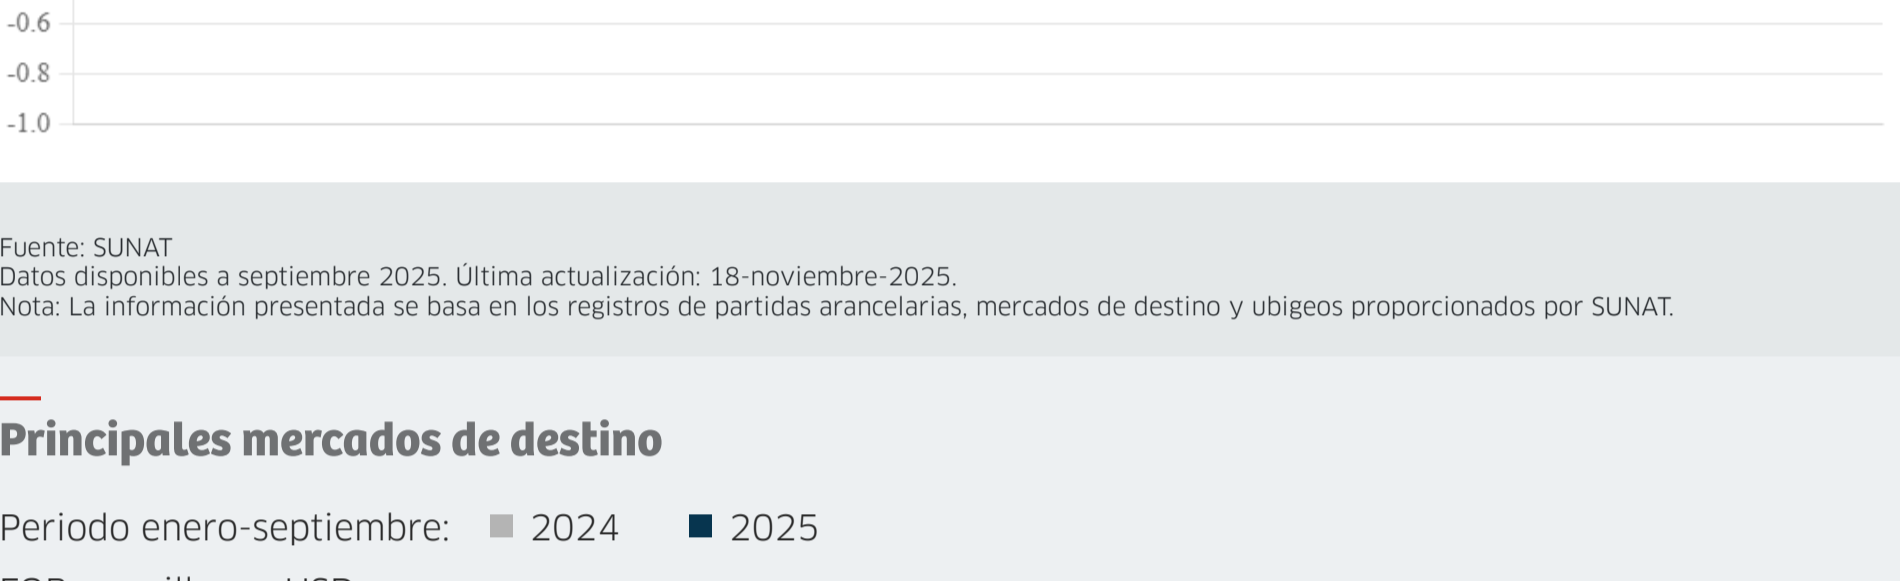 -0.6
-0.8
-1.0
Fuente: SUNAT
Datos disponibles a septiembre 2025. Última actualización: 18-noviembre-2025.
Nota: La información presentada se basa en los registros de partidas arancelarias, mercados de destino y ubigeos proporcionados por SUNAT.
Principales mercados de destino
Periodo enero-septiembre: 2024 2025